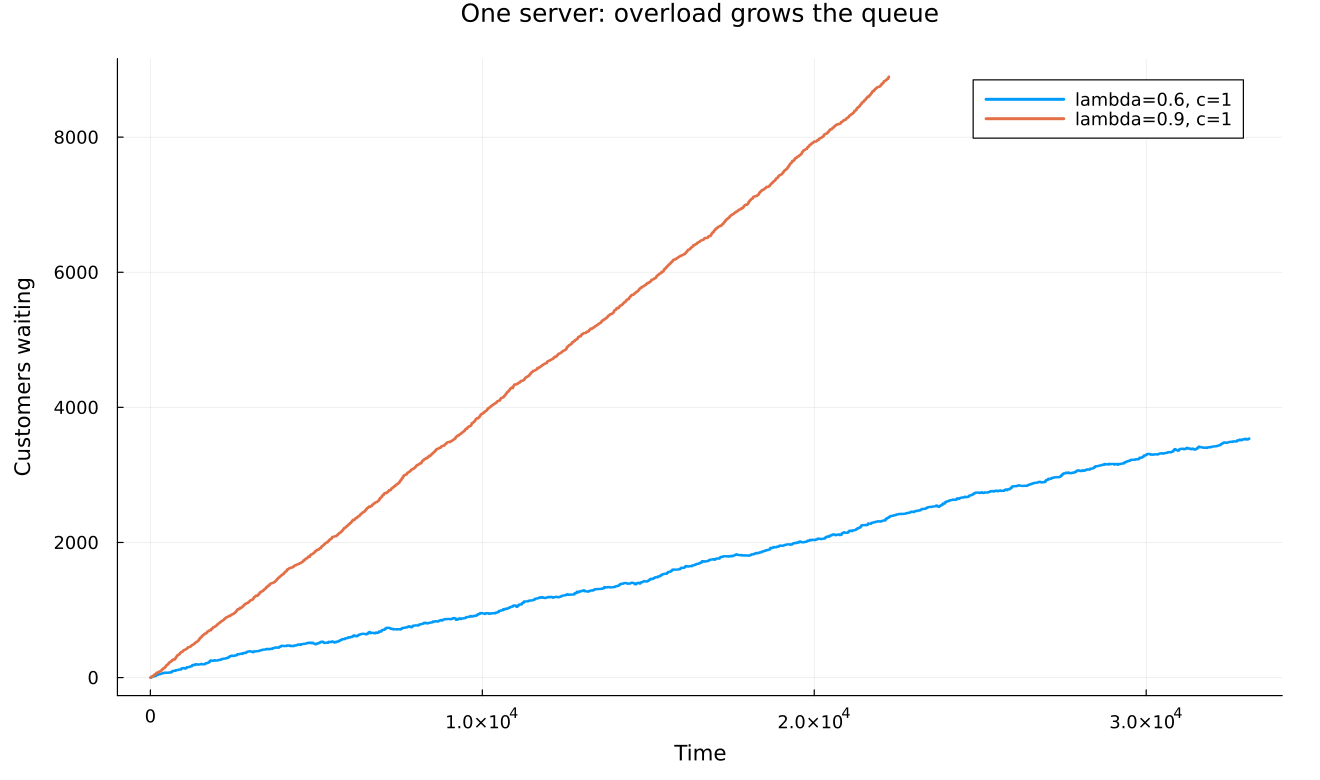 One server: overload grows the queue
lambda=0.6, c=1
lambda=0.9, c=1
Customers waiting
8000
6000
4000
2000
0
0
1.0×10⁴
2.0×10⁴
3.0×10⁴
Time